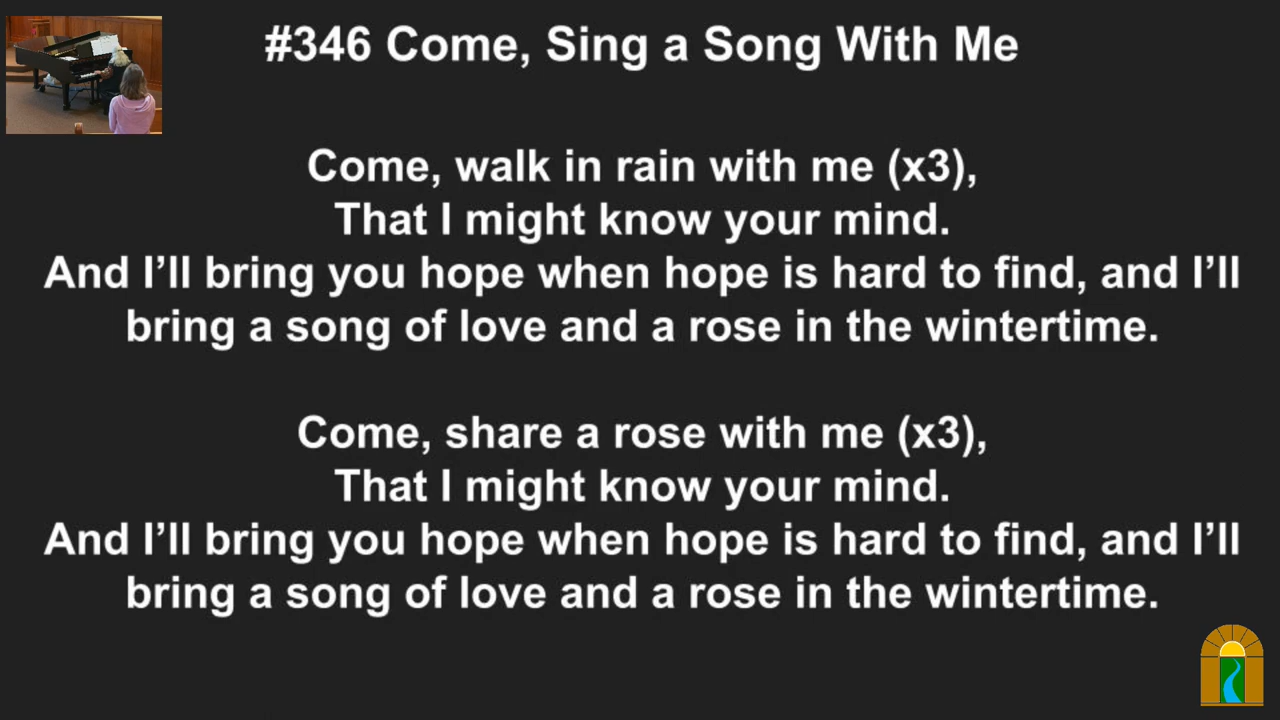 #346 Come, Sing a Song With Me
Come, walk in rain with me (x3),
That I might know your mind.
And I’ll bring you hope when hope is hard to find, and I’ll
bring a song of love and a rose in the wintertime.
Come, share a rose with me (x3),
That I might know your mind.
And I’ll bring you hope when hope is hard to find, and I’ll
bring a song of love and a rose in the wintertime.